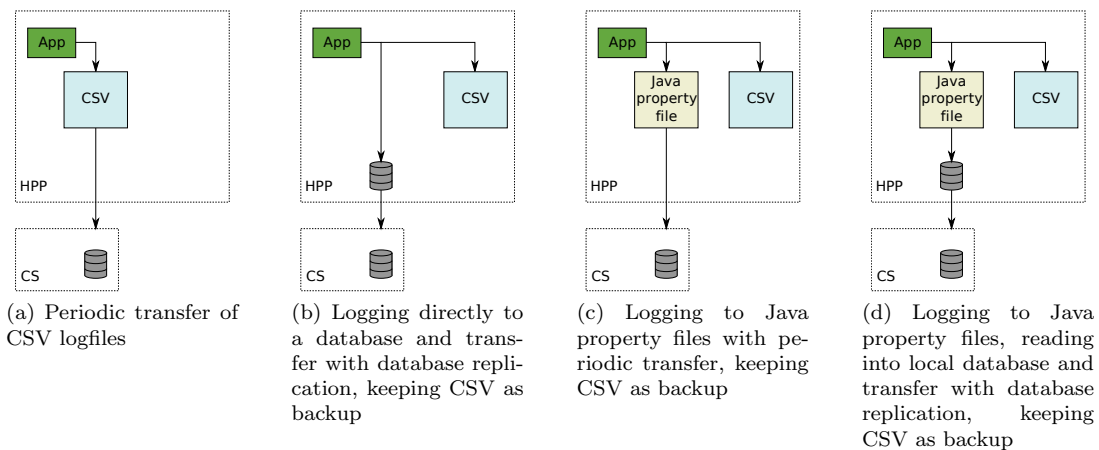 App
CSV
HPP
CS
(a) Periodic transfer of
CSV logfiles
App
CSV
HPP
CS
(b) Logging directly to
a database and trans-
fer with database repli-
cation, keeping CSV as
backup
App
Java
property
file
CSV
HPP
CS
(c) Logging to Java
property files with pe-
riodic transfer, keeping
CSV as backup
App
Java
property
file
CSV
HPP
CS
(d) Logging to Java
property files, reading
into local database and
transfer with database
replication, keeping
CSV as backup